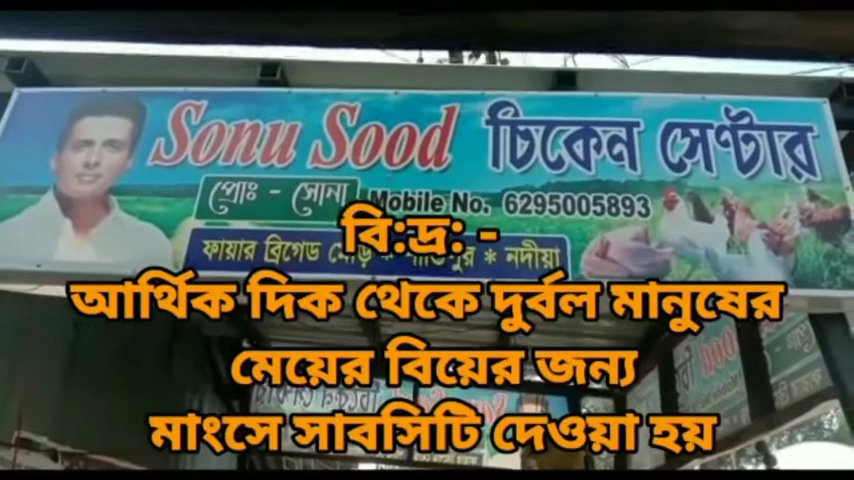 Sonu Sood চিকেন সেণ্টার
প্রোঃ - সোনা Mobile No. 6295005893
ফায়ার ব্রিগেড মোড় * শান্তিপুর * নদীয়া
বি:দ্র: -
আর্থিক দিক থেকে দুর্বল মানুষের
মেয়ের বিয়ের জন্য
মাংসে সাবসিটি দেওয়া হয়